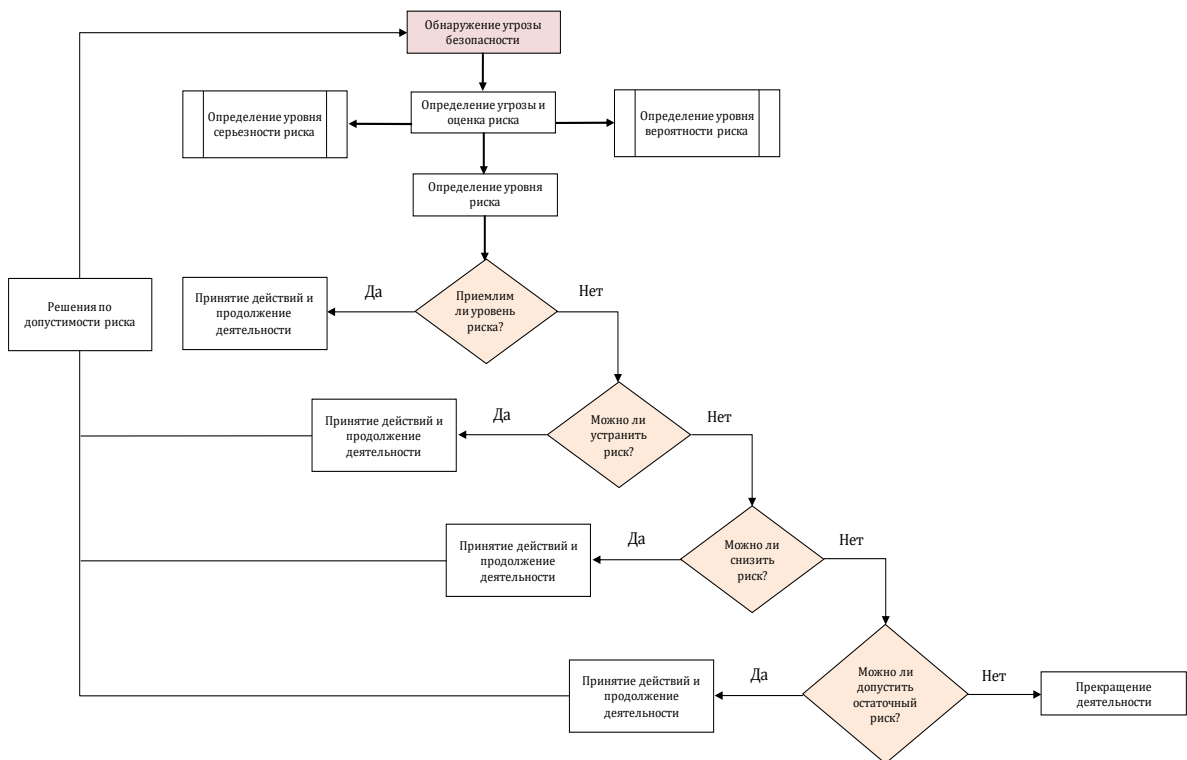 Обнаружение угрозы
безопасности
Определение уровня
серьезности риска
Определение угрозы и
оценка риска
Определение уровня
вероятности риска
Определение уровня
риска
Решения по
допустимости риска
Принятие действий и
продолжение
деятельности
Да
Приемлим
ли уровень
риска?
Нет
Принятие действий и
продолжение
деятельности
Да
Можно ли
устранить
риск?
Нет
Принятие действий и
продолжение
деятельности
Да
Можно ли
снизить
риск?
Нет
Принятие действий и
продолжение
деятельности
Да
Можно ли
допустить
остаточный
риск?
Нет
Прекращение
деятельности